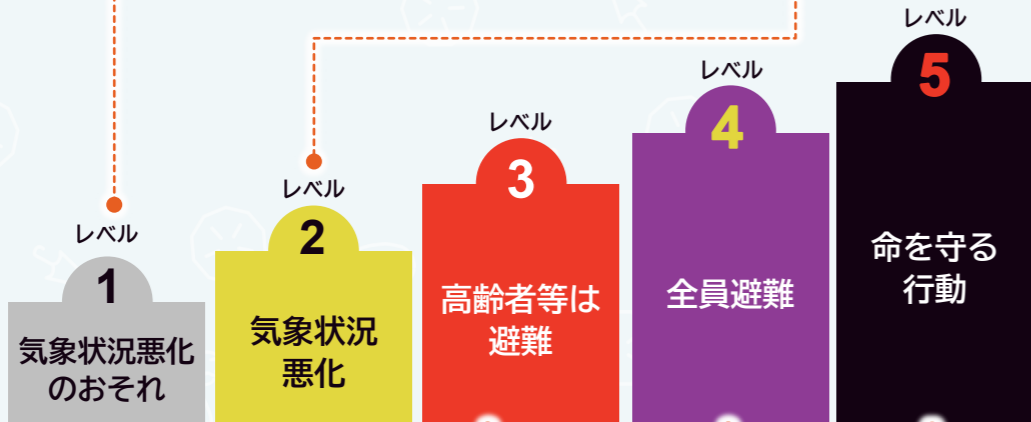 レベル
1
気象状況悪化
のおそれ
レベル
2
気象状況
悪化
レベル
3
高齢者等は
避難
レベル
4
全員避難
レベル
5
命を守る
行動